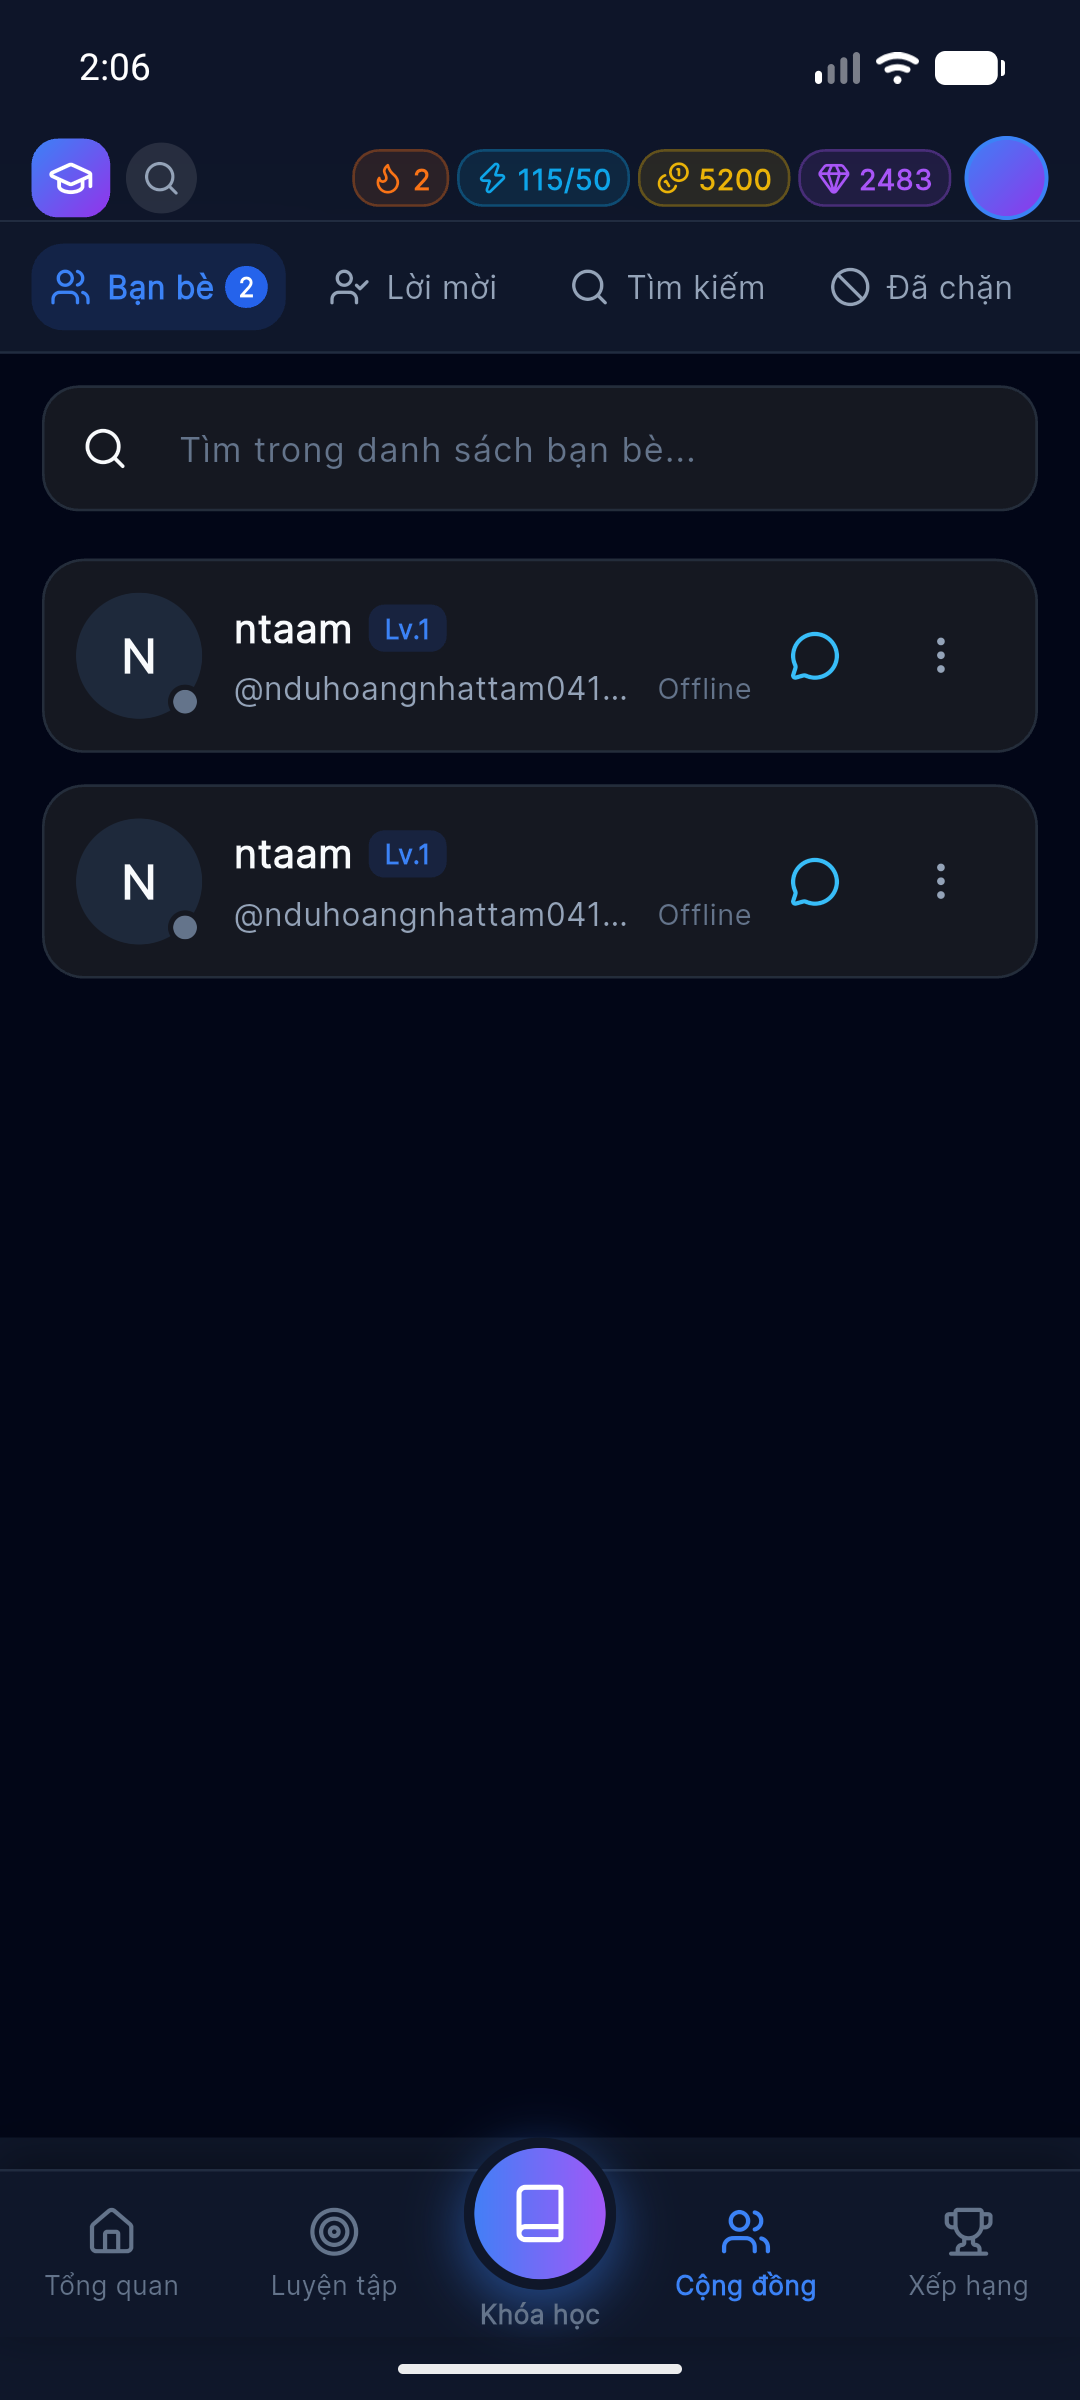 2:06
2 115/50 5200 2483
Bạn bè 2 Lời mời Tìm kiếm Đã chặn
Tìm trong danh sách bạn bè...
N ntaam Lv.1
@nduhoangnhattam041... Offline
N ntaam Lv.1
@nduhoangnhattam041... Offline
Tổng quan Luyện tập Khóa học Cộng đồng Xếp hạng